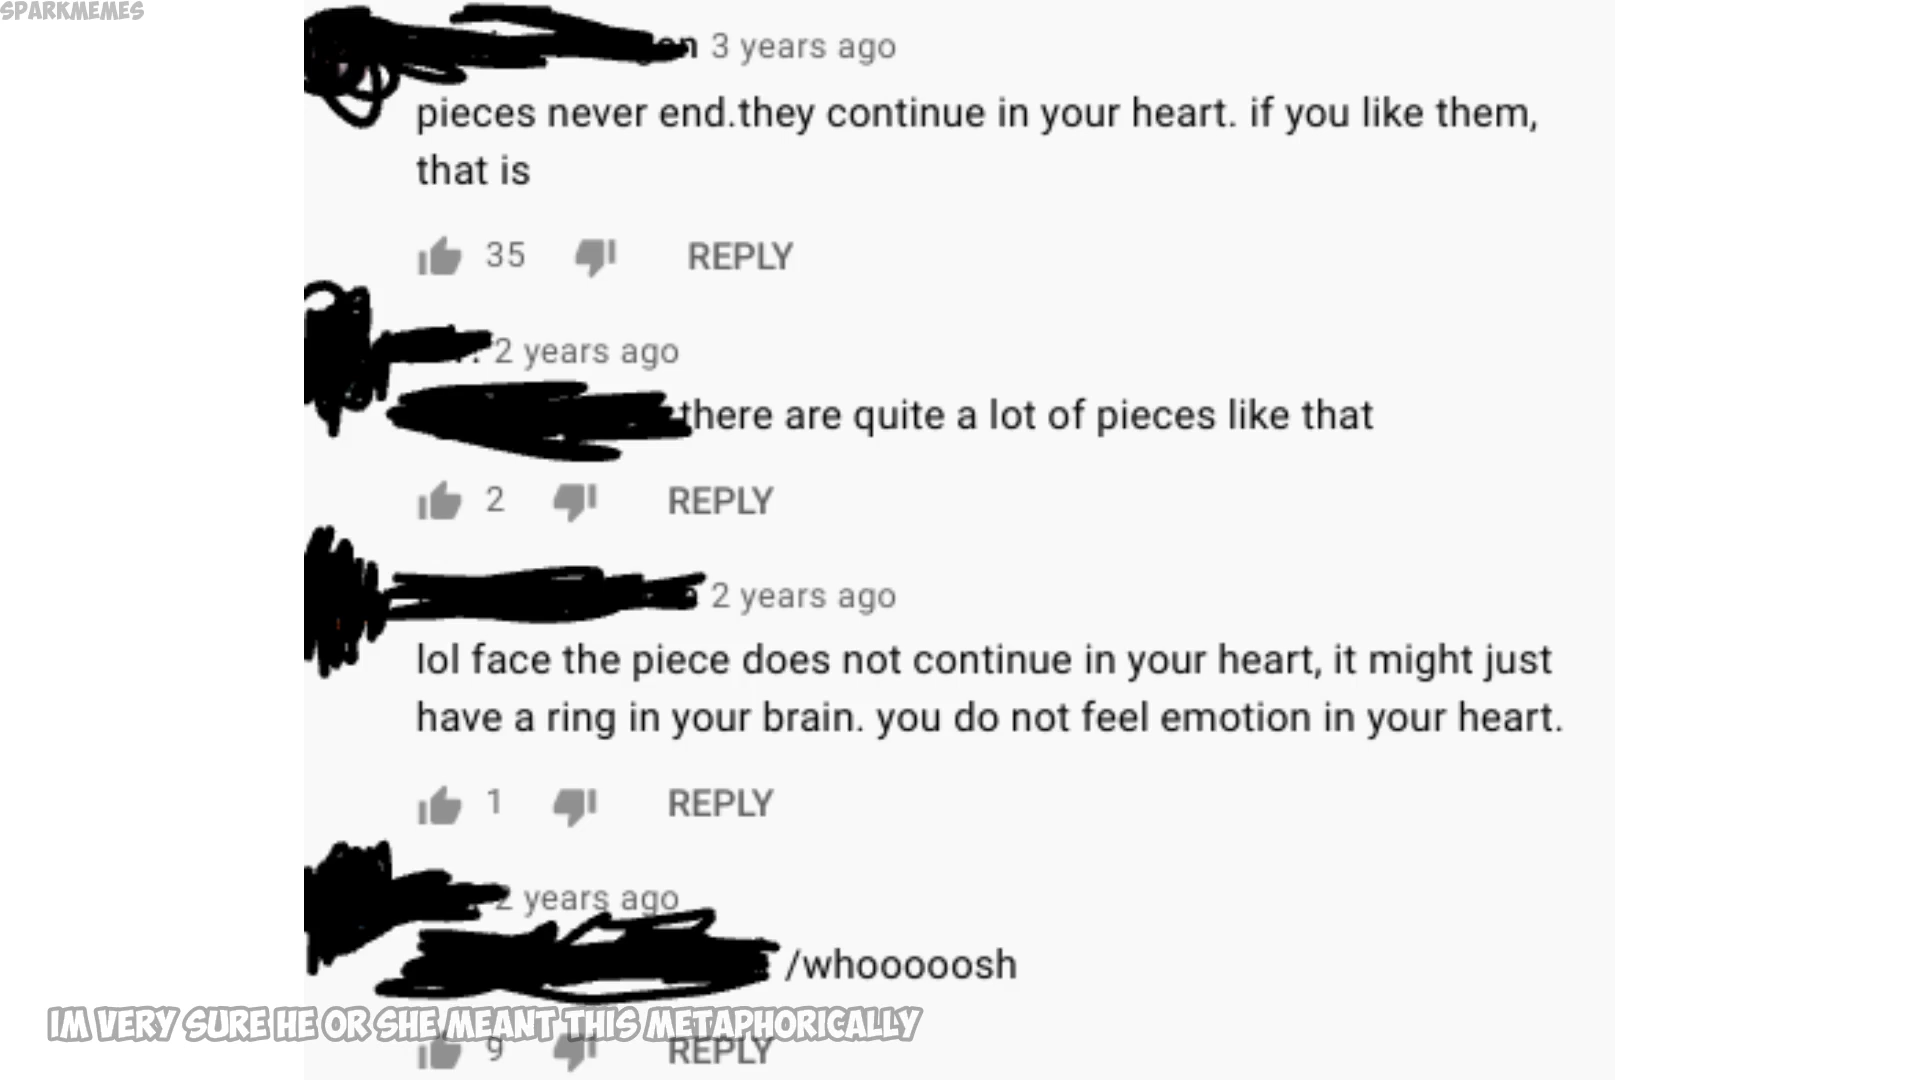 SPARKMEMES
3 years ago
pieces never end.they continue in your heart. if you like them,
that is
35 REPLY
2 years ago
there are quite a lot of pieces like that
2 REPLY
2 years ago
lol face the piece does not continue in your heart, it might just
have a ring in your brain. you do not feel emotion in your heart.
1 REPLY
2 years ago
/whooooosh
IM VERY SURE HE OR SHE MEANT THIS METAPHORICALLY
9 REPLY